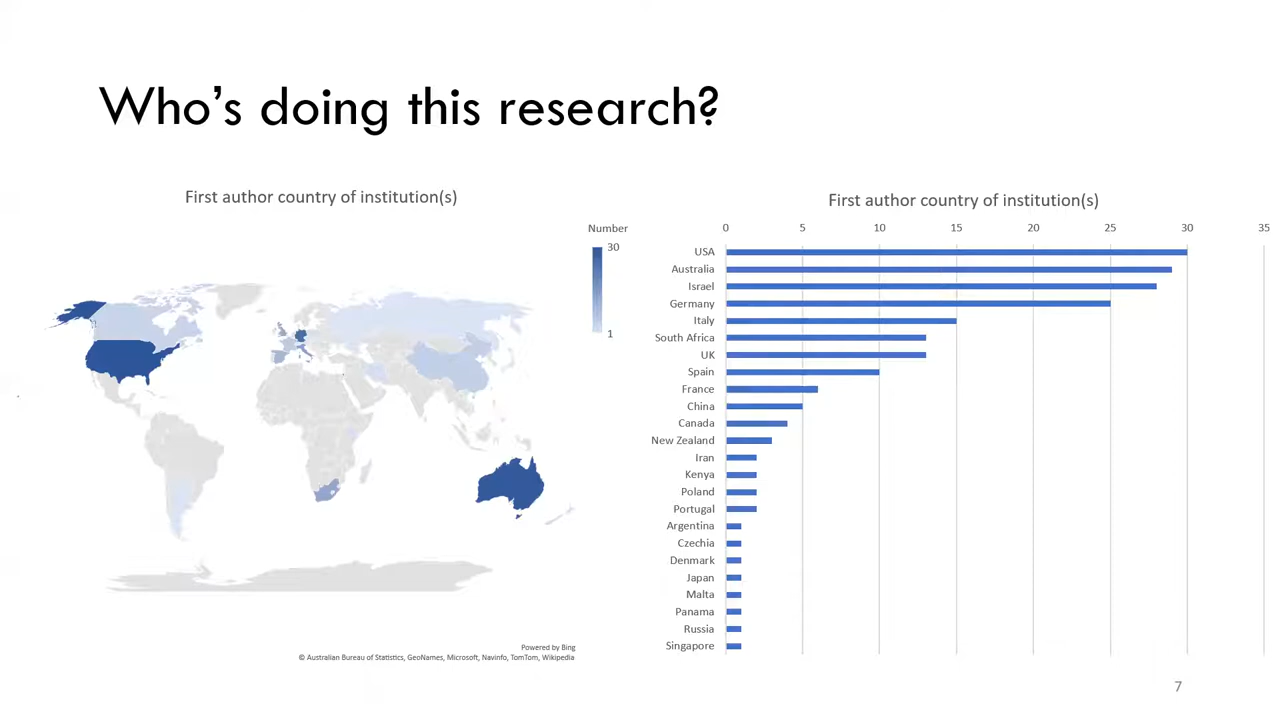 Who's doing this research?
First author country of institution(s)
Number
30
1
Powered by Bing
© Australian Bureau of Statistics, GeoNames, Microsoft, Navinfo, TomTom, Wikipedia
First author country of institution(s)
0 5 10 15 20 25 30 35
USA
Australia
Israel
Germany
Italy
South Africa
UK
Spain
France
China
Canada
New Zealand
Iran
Kenya
Poland
Portugal
Argentina
Czechia
Denmark
Japan
Malta
Panama
Russia
Singapore
7